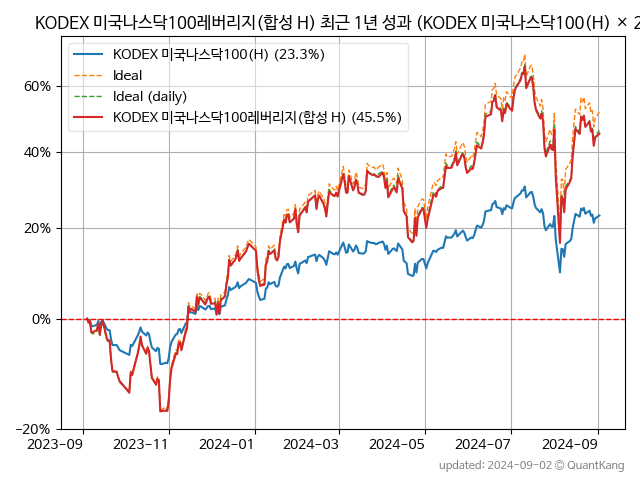 KODEX 미국나스닥100레버리지(합성 H) 최근 1년 성과 (KODEX 미국나스닥100(H) × 2
KODEX 미국나스닥100(H) (23.3%)
Ideal
Ideal (daily)
KODEX 미국나스닥100레버리지(합성 H) (45.5%)
60%
40%
20%
0%
−20%
2023-09 2023-11 2024-01 2024-03 2024-05 2024-07 2024-09
updated: 2024-09-02 © QuantKang